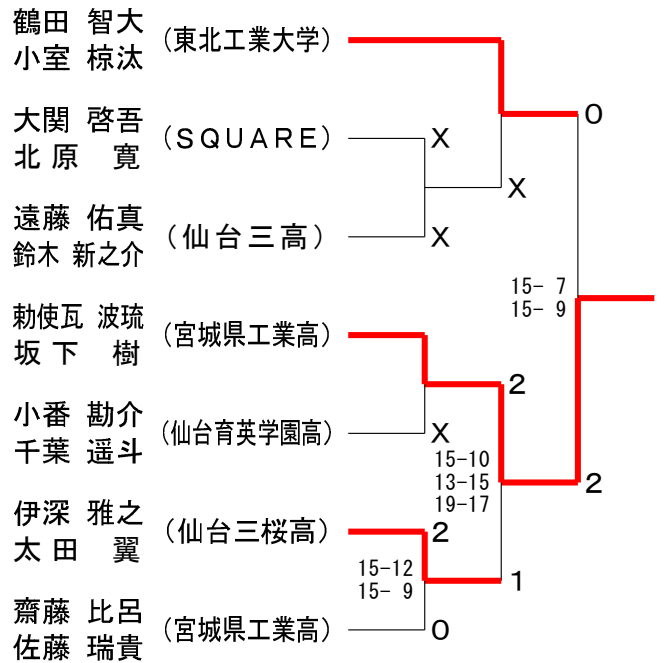 鶴田 智大
小室 椋汰
(東北工業大学)
0
大関 啓吾
北原 寛
(SQUARE)
X
X
遠藤 佑真
鈴木 新之介
(仙台三高)
X
15- 7
15- 9
勅使瓦 波琉
坂下 樹
(宮城県工業高)
2
小番 勘介
千葉 遥斗
(仙台育英学園高)
X
15-10
13-15
19-17
2
伊深 雅之
太田 翼
(仙台三桜高)
2
15-12
15- 9
1
齋藤 比呂
佐藤 瑞貴
(宮城県工業高)
0